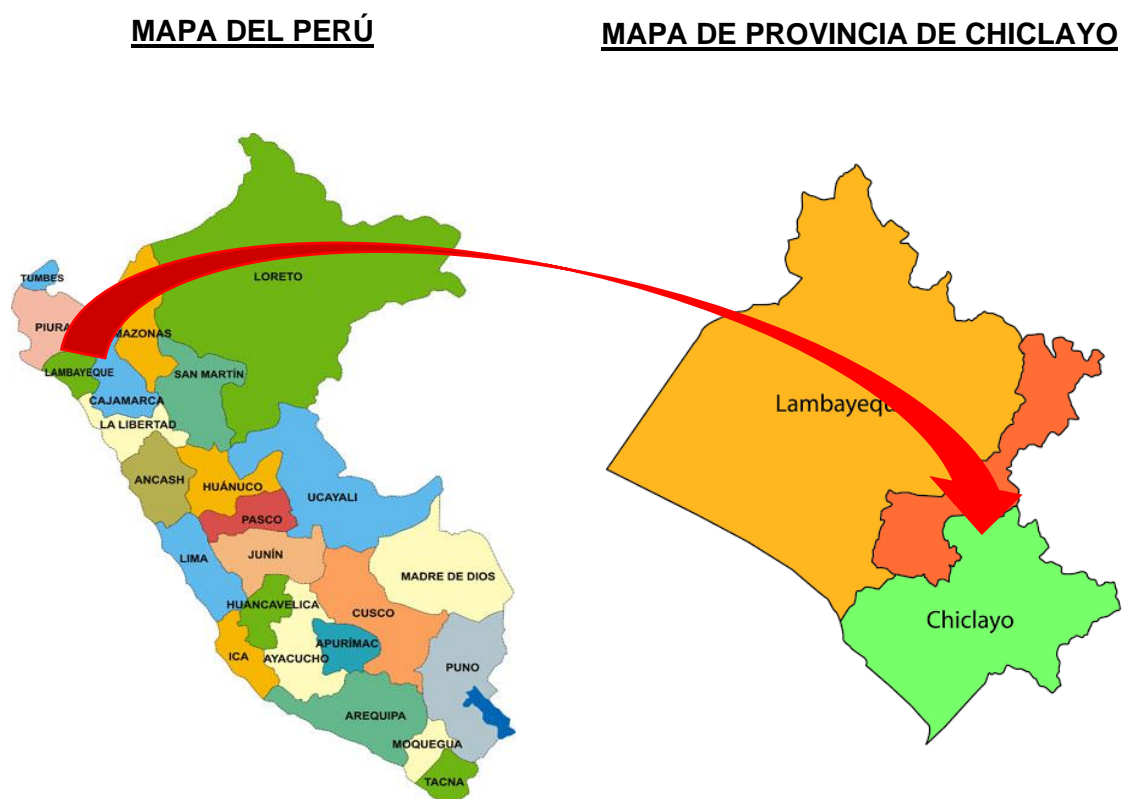 MAPA DEL PERÚ
MAPA DE PROVINCIA DE CHICLAYO
TUMBES
LORETO
PIURA
MAZONAS
LAMBAYEQUE
SAN MARTÍN
CAJAMARCA
LA LIBERTAD
ANCASH
HUÁNUCO
UCAYALI
PASCO
LIMA
JUNÍN
MADRE DE DIOS
HUANCAVELICA
CUSCO
APURÍMAC
ICA
AYACUCHO
PUNO
AREQUIPA
MOQUEGUA
TACNA
Lambayequ
Chiclayo